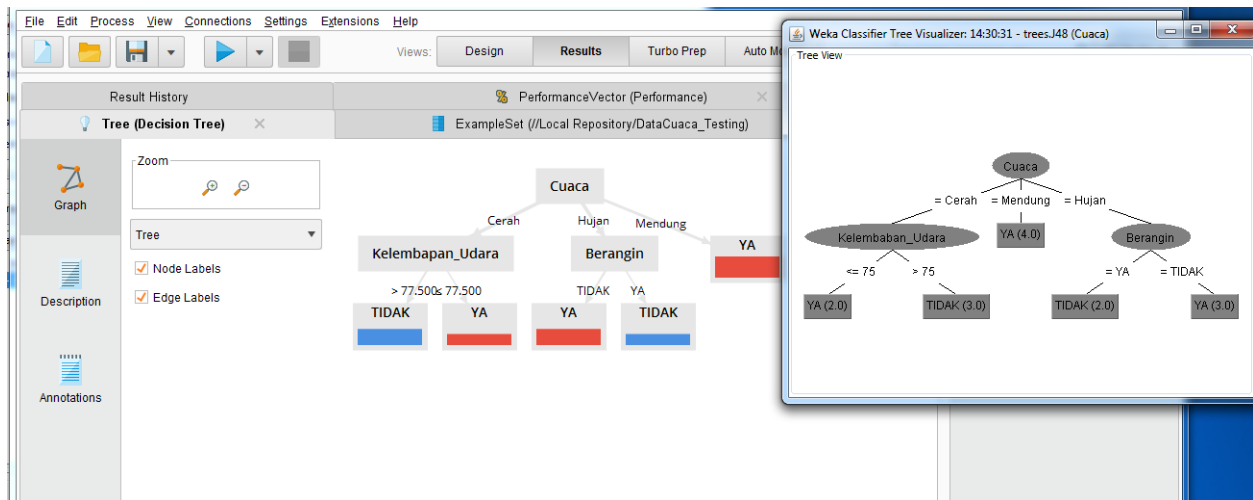 File Edit Process View Connections Settings Extensions Help
Views: Design Results Turbo Prep Auto
Result History
PerformanceVector (Performance)
Tree (Decision Tree)
ExampleSet (//Local Repository/DataCuaca_Testing)
Graph
Description
Annotations
Zoom
Tree
Node Labels
Edge Labels
Cuaca
Cerah Hujan Mendung
Kelembapan_Udara Berangin YA
> 77.500 ≤ 77.500 TIDAK YA
TIDAK YA YA TIDAK
Weka Classifier Tree Visualizer: 14:30:31 - trees.J48 (Cuaca)
Tree View
Cuaca
= Cerah = Mendung = Hujan
Kelembaban_Udara YA (4.0) Berangin
<= 75 > 75 = YA = TIDAK
YA (2.0) TIDAK (3.0) TIDAK (2.0) YA (3.0)